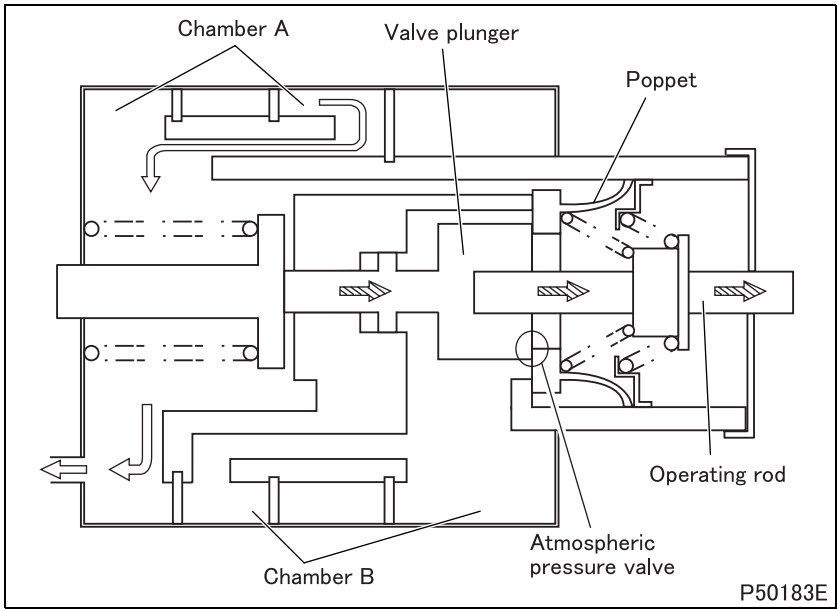 Chamber A
Valve plunger
Poppet
Operating rod
Atmospheric
pressure valve
Chamber B
P50183E